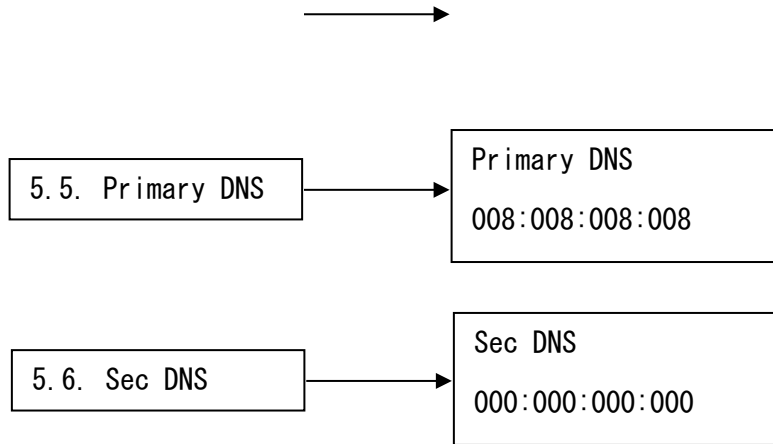 5.5. Primary DNS
Primary DNS
008:008:008:008
5.6. Sec DNS
Sec DNS
000:000:000:000